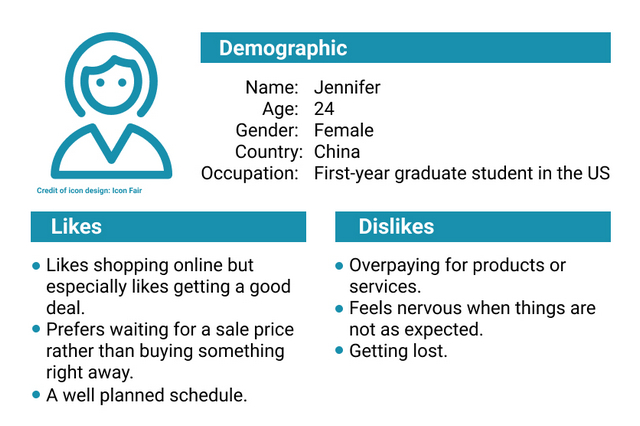 Demographic
Name: Jennifer
Age: 24
Gender: Female
Country: China
Occupation: First-year graduate student in the US
Credit of icon design: Icon Fair
Likes
Likes shopping online but
especially likes getting a good
deal.
Prefers waiting for a sale price
rather than buying something
right away.
A well planned schedule.
Dislikes
Overpaying for products or
services.
Feels nervous when things are
not as expected.
Getting lost.